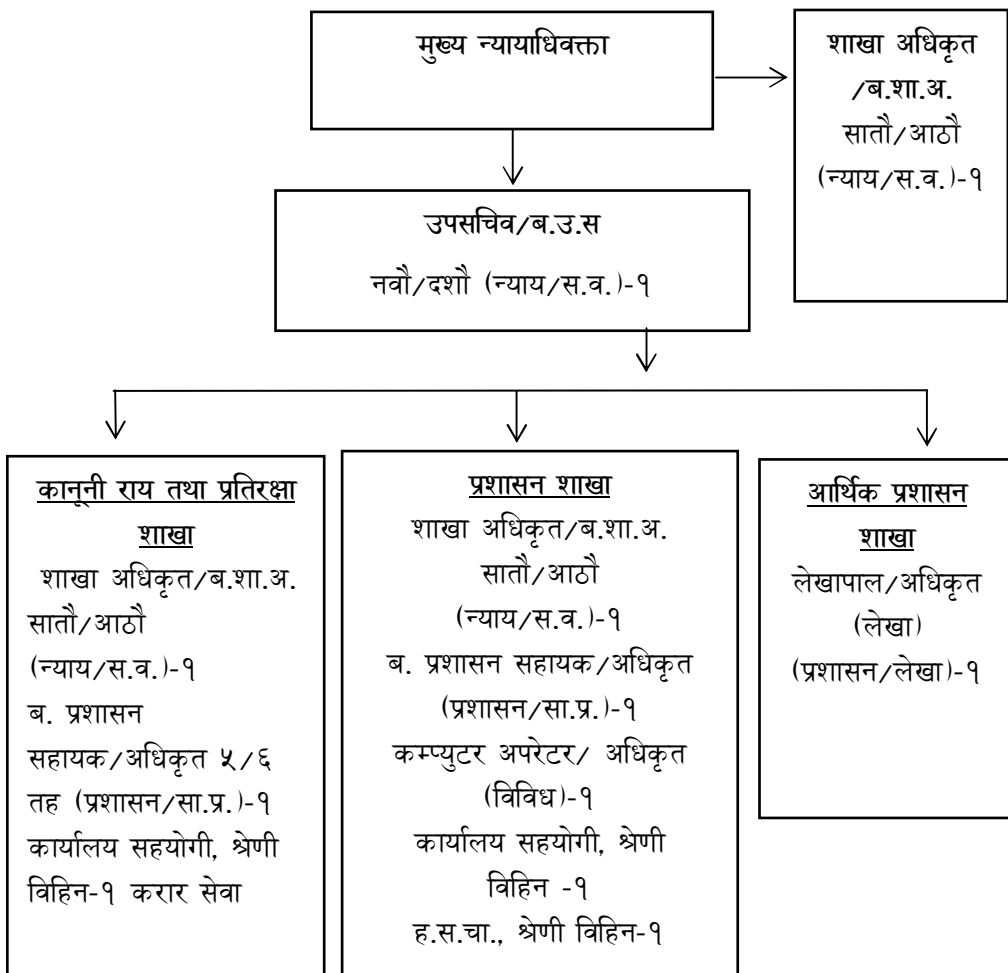 मुख्य न्यायाधिवक्ता
शाखा अधिकृत
/ब.शा.अ.
सातौ/आठौ
(न्याय/स.व.)-१
उपसचिव/ब.उ.स
नवौ/दशौ (न्याय/स.व.)-१
कानूनी राय तथा प्रतिरक्षा
शाखा
शाखा अधिकृत/ब.शा.अ.
सातौ/आठौ
(न्याय/स.व.)-१
ब. प्रशासन
सहायक/अधिकृत ५/६
तह (प्रशासन/सा.प्र.)-१
कार्यालय सहयोगी, श्रेणी
विहिन-१ करार सेवा
प्रशासन शाखा
शाखा अधिकृत/ब.शा.अ.
सातौ/आठौ
(न्याय/स.व.)-१
ब. प्रशासन सहायक/अधिकृत
(प्रशासन/सा.प्र.)-१
कम्प्युटर अपरेटर/ अधिकृत
(विविध)-१
कार्यालय सहयोगी, श्रेणी
विहिन -१
ह.स.चा., श्रेणी विहिन-१
आर्थिक प्रशासन
शाखा
लेखापाल/अधिकृत
(लेखा)
(प्रशासन/लेखा)-१